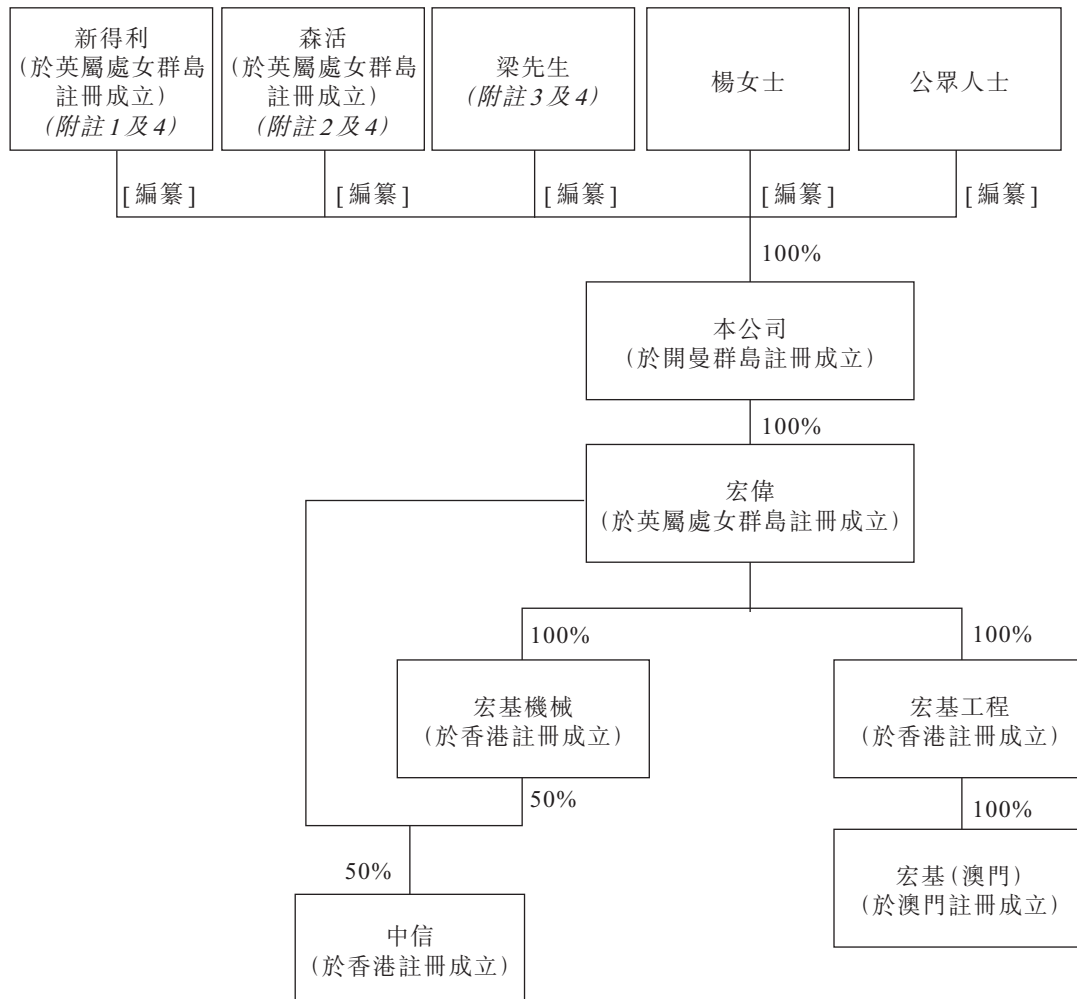 新得利
(於英屬處女群島
註冊成立)
(附註1及4)
森活
(於英屬處女群島
註冊成立)
(附註2及4)
梁先生
(附註3及4)
楊女士
公眾人士
[編纂]
[編纂]
[編纂]
[編纂]
[編纂]
100%
本公司
(於開曼群島註冊成立)
100%
宏偉
(於英屬處女群島註冊成立)
100%
100%
宏基機械
(於香港註冊成立)
宏基工程
(於香港註冊成立)
50%
100%
50%
宏基(澳門)
(於澳門註冊成立)
中信
(於香港註冊成立)